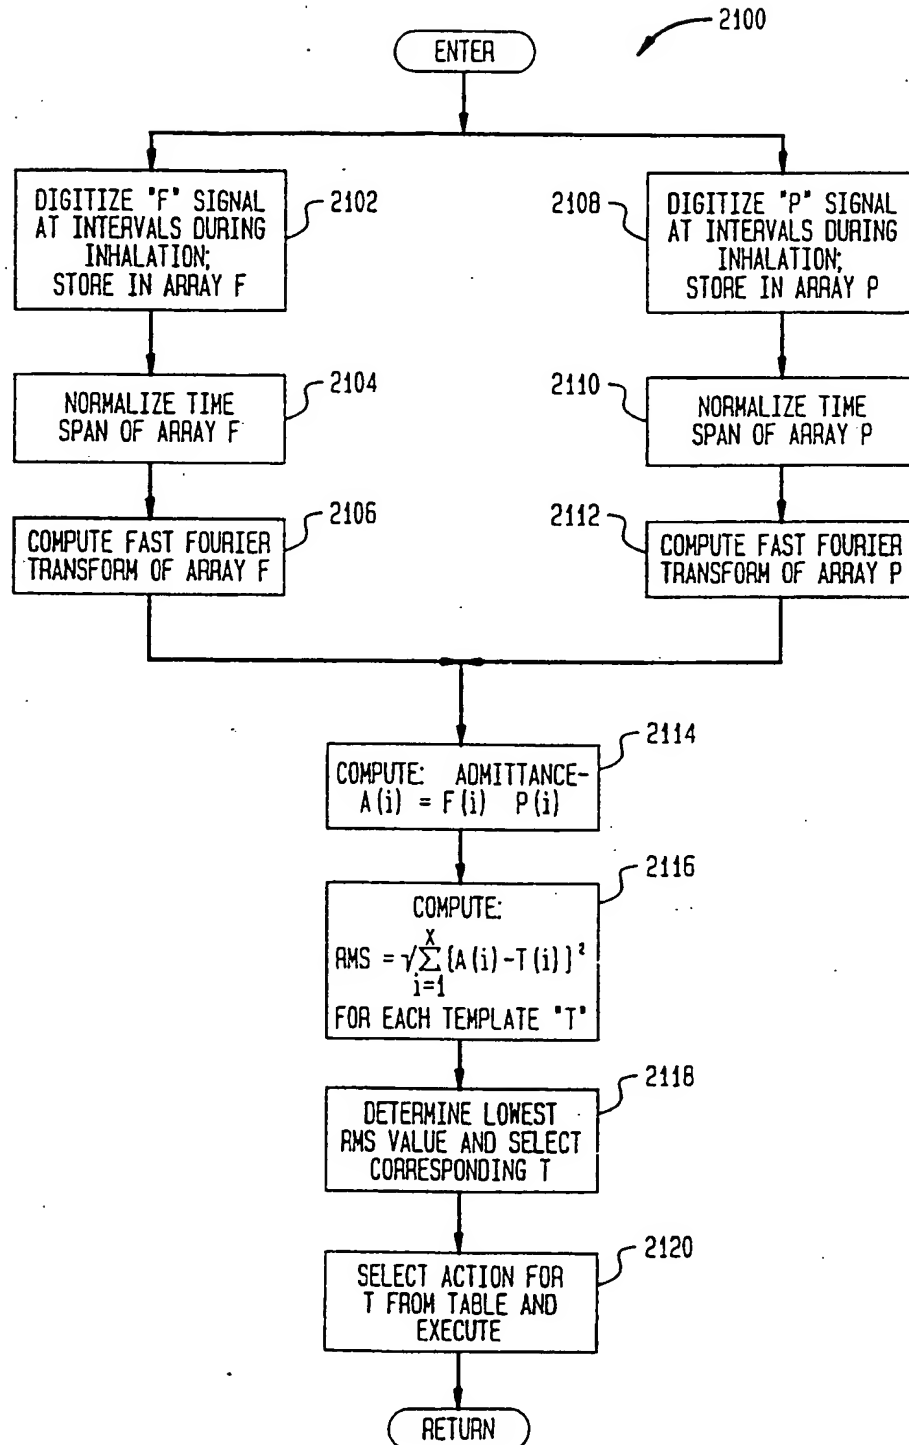 2100
ENTER
DIGITIZE "F" SIGNAL
AT INTERVALS DURING
INHALATION;
STORE IN ARRAY F
2102
2108
DIGITIZE "P" SIGNAL
AT INTERVALS DURING
INHALATION;
STORE IN ARRAY P
2104
NORMALIZE TIME
SPAN OF ARRAY F
2110
NORMALIZE TIME
SPAN OF ARRAY P
2106
COMPUTE FAST FOURIER
TRANSFORM OF ARRAY F
2112
COMPUTE FAST FOURIER
TRANSFORM OF ARRAY P
2114
COMPUTE: ADMITTANCE-
A(i) = F(i) P(i)
2116
COMPUTE:
RMS = √∑ X i=1 {A(i)-T(i)}²
FOR EACH TEMPLATE "T"
2118
DETERMINE LOWEST
RMS VALUE AND SELECT
CORRESPONDING T
2120
SELECT ACTION FOR
T FROM TABLE AND
EXECUTE
RETURN